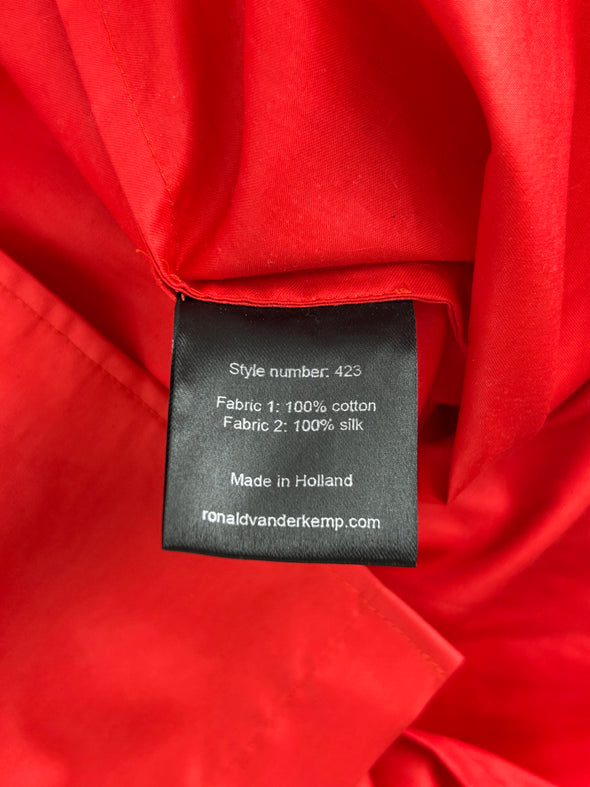 Style number: 423
Fabric 1: 100% cotton
Fabric 2: 100% silk
Made in Holland
ronaldvanderkemp.com